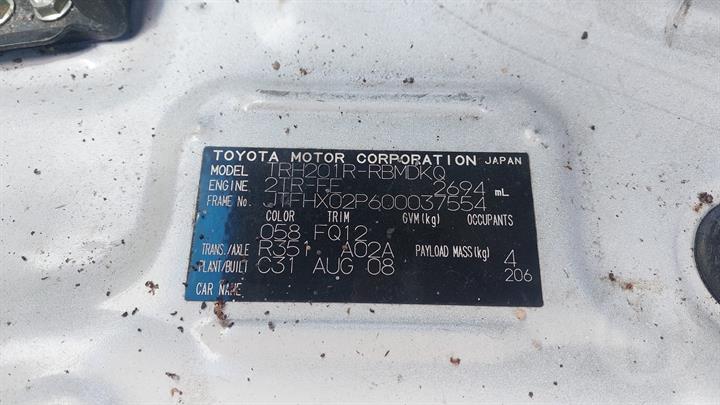 TOYOTA MOTOR CORPORATION JAPAN
MODEL TRH201R-RBMDKQ
ENGINE 2TR-FE 2694 mL
FRAME No. JTFHX02P600037554
COLOR TRIM GVM(kg) OCCUPANTS
058 FQ12
TRANS./AXLE R351 A02A PAYLOAD MASS(kg) 4
PLANT/BUILT C31 AUG 08 206
CAR NAME